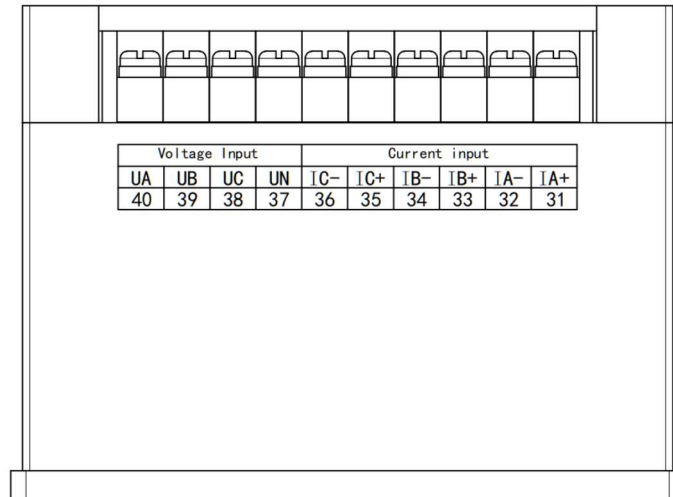 Voltage Input Current input
UA UB UC UN IC- IC+ IB- IB+ IA- IA+
40 39 38 37 36 35 34 33 32 31